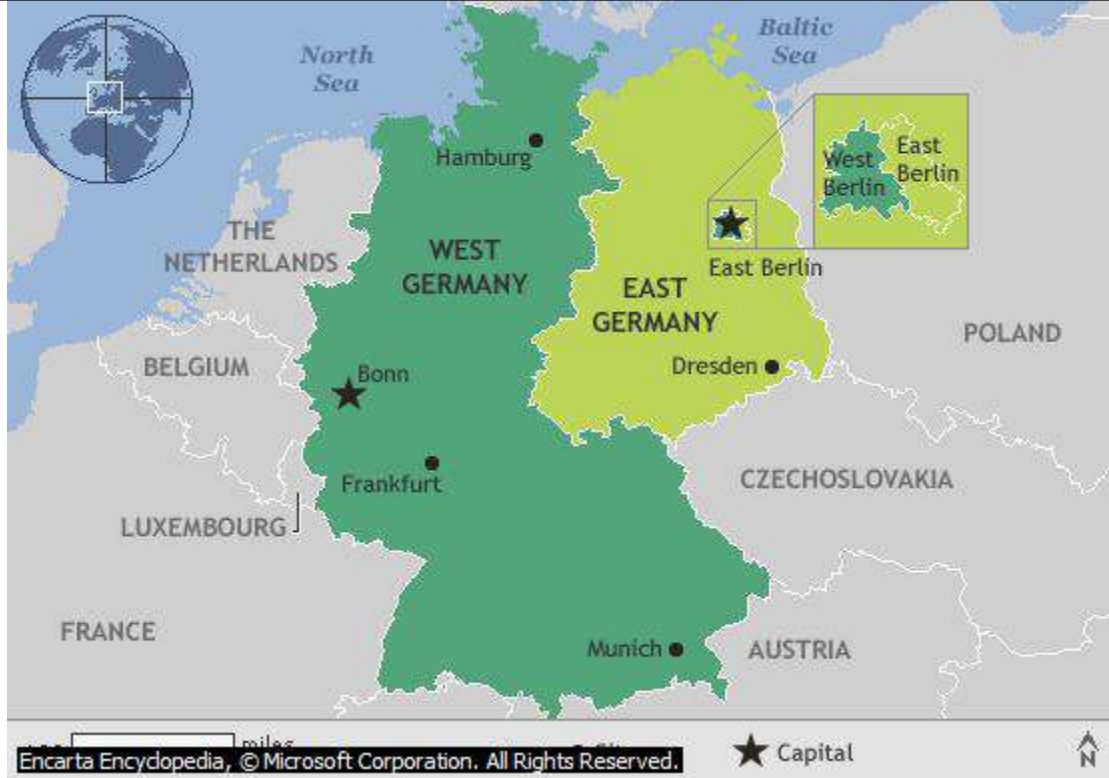 North
Sea
Baltic
Sea
Hamburg
West
Berlin
East
Berlin
THE
NETHERLANDS
WEST
GERMANY
East Berlin
EAST
GERMANY
POLAND
BELGIUM
Bonn
Dresden
Frankfurt
CZECHOSLOVAKIA
LUXEMBOURG
FRANCE
Munich
AUSTRIA
miles
Capital
N
Encarta Encyclopedia, © Microsoft Corporation. All Rights Reserved.